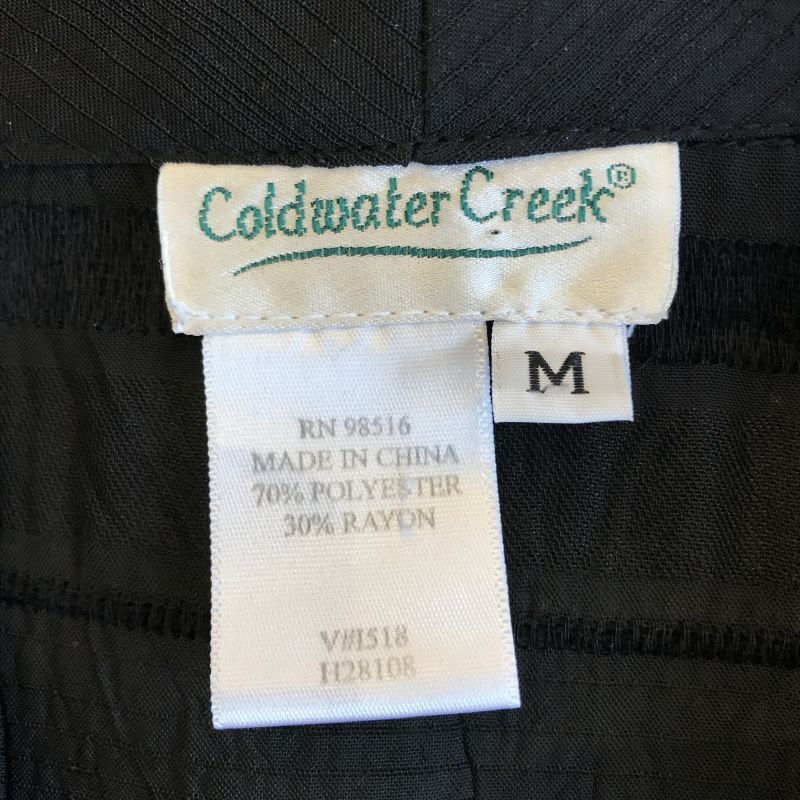 Coldwater Creek®
M
RN 98516
MADE IN CHINA
70% POLYESTER
30% RAYON
V#I518
H28108